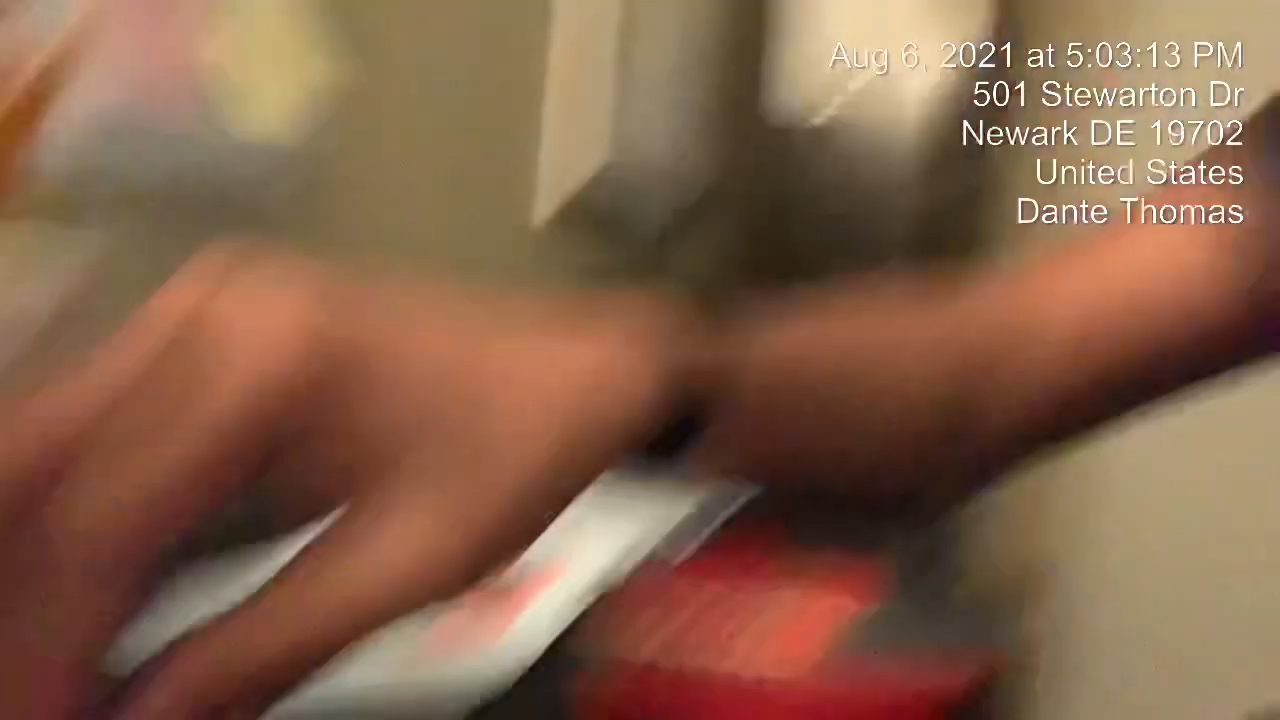 Aug 6, 2021 at 5:03:13 PM
501 Stewarton Dr
Newark DE 19702
United States
Dante Thomas